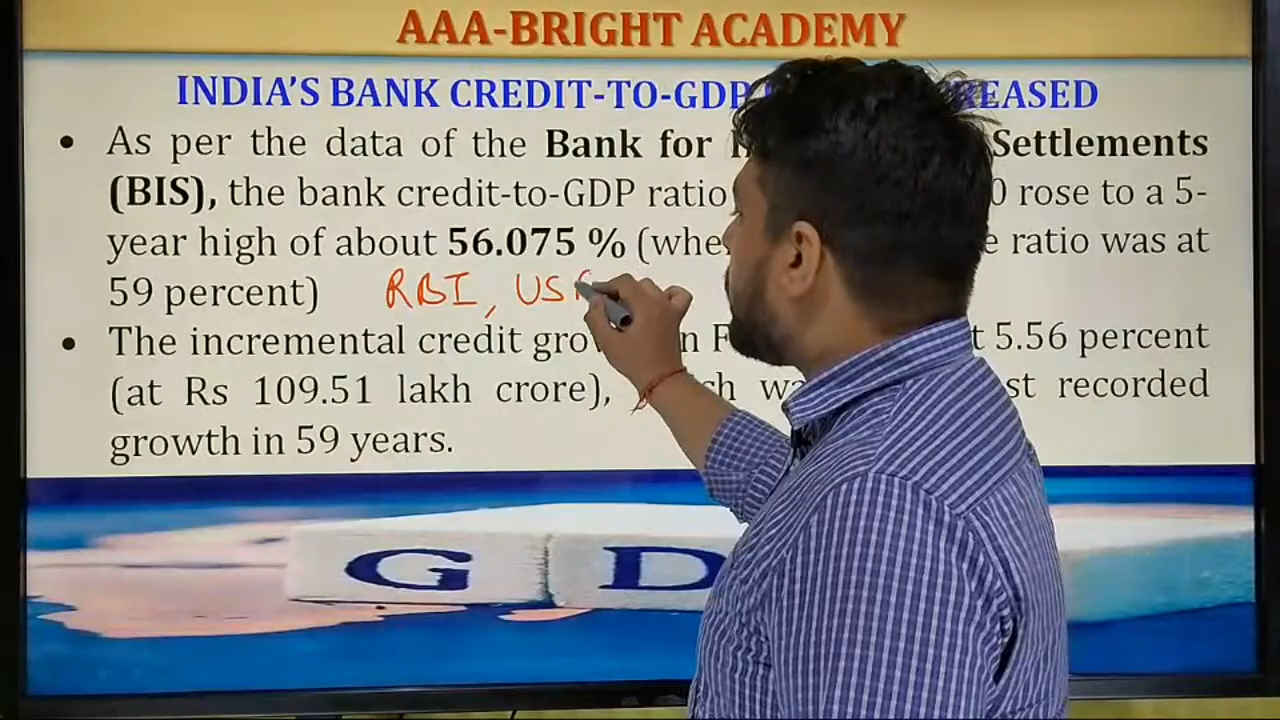 AAA-BRIGHT ACADEMY
INDIA'S BANK CREDIT-TO-GDP
• As per the data of the Bank for Settlements
(BIS), the bank credit-to-GDP ratio rose to a 5-
year high of about 56.075 % ratio was at
59 percent) RBI, US
• The incremental credit 5.56 percent
(at Rs 109.51 lakh crore), recorded
growth in 59 years.
G D